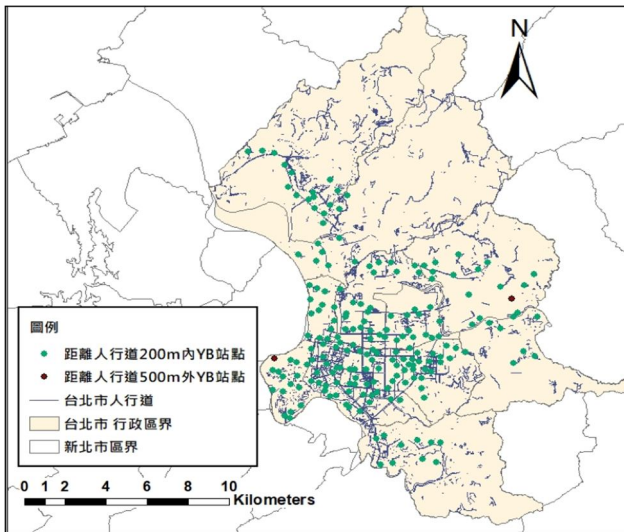 N
圖例
距離人行道200m內YB站點
距離人行道500m外YB站點
台北市人行道
台北市 行政區界
新北市區界
0 1 2 4 6 8 10
Kilometers